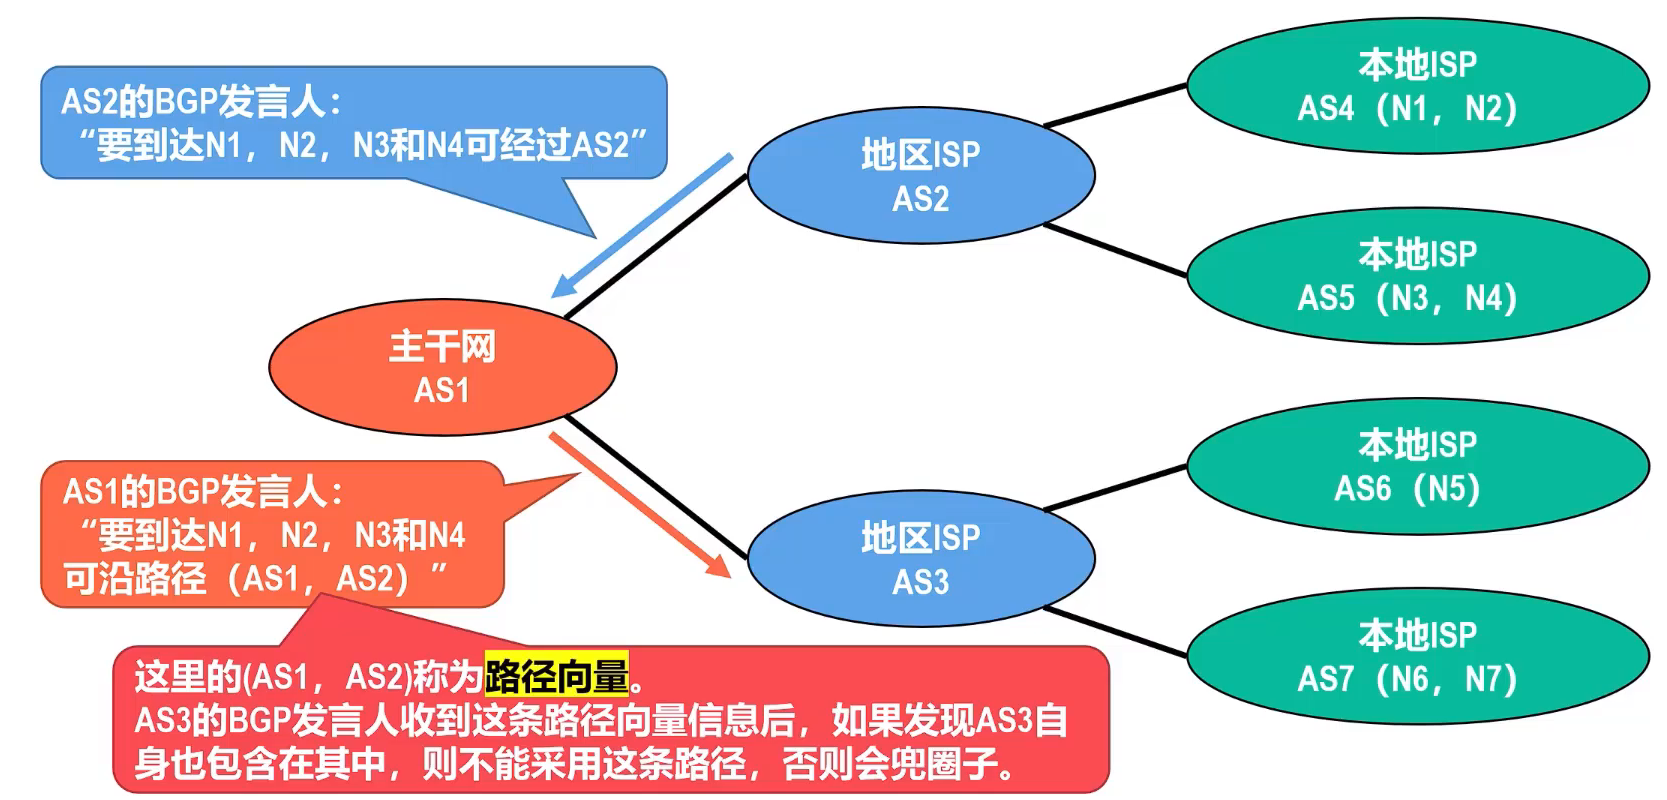 AS2的BGP发言人：
“要到达N1，N2，N3和N4可经过AS2”
地区ISP
AS2
本地ISP
AS4（N1，N2）
本地ISP
AS5（N3，N4）
主干网
AS1
AS1的BGP发言人：
“要到达N1，N2，N3和N4
可沿路径（AS1，AS2）”
地区ISP
AS3
本地ISP
AS6（N5）
本地ISP
AS7（N6，N7）
这里的(AS1，AS2)称为路径向量。
AS3的BGP发言人收到这条路径向量信息后，如果发现AS3自
身也包含在其中，则不能采用这条路径，否则会兜圈子。